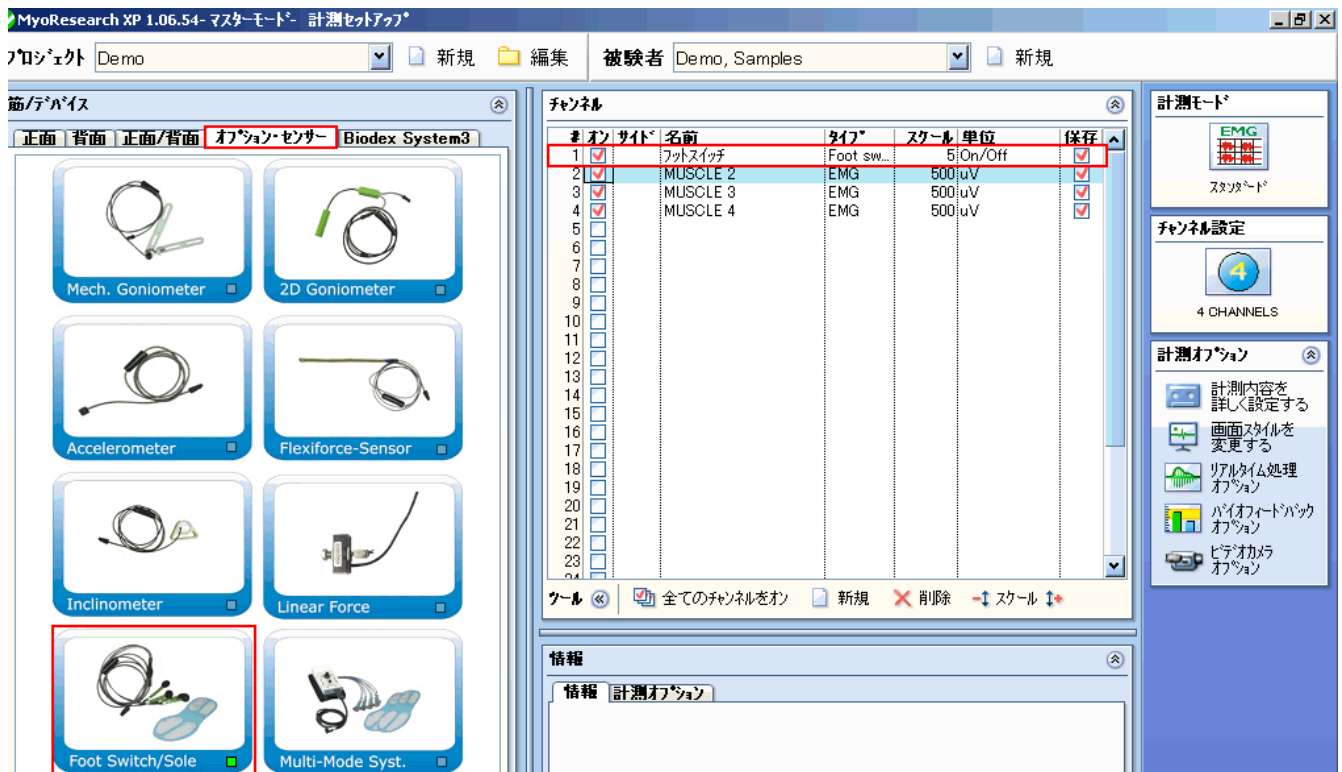 MyoResearch XP 1.06.54- マスターモード- 計測セットアップ
プロジェクト Demo 新規 編集 被験者 Demo, Samples 新規
筋/デバイス
正面 背面 正面/背面 オプション・センサー Biodex System3
Mech. Goniometer 2D Goniometer
Accelerometer Flexiforce-Sensor
Inclinometer Linear Force
Foot Switch/Sole Multi-Mode Syst.
チャンネル
# オン サイド 名前 タイプ スケール 単位 保存
1 フットスイッチ Foot sw... 5 On/Off
2 MUSCLE 2 EMG 500 uV
3 MUSCLE 3 EMG 500 uV
4 MUSCLE 4 EMG 500 uV
5
6
7
8
9
10
11
12
13
14
15
16
17
18
19
20
21
22
23
24
ツール 全てのチャンネルをオン 新規 削除 スケール
情報
情報 計測オプション
計測モード
EMG
スタンダード
チャンネル設定
4
4 CHANNELS
計測オプション
計測内容を
詳しく設定する
画面スタイルを
変更する
リアルタイム処理
オプション
バイオフィードバック
オプション
ビデオカメラ
オプション